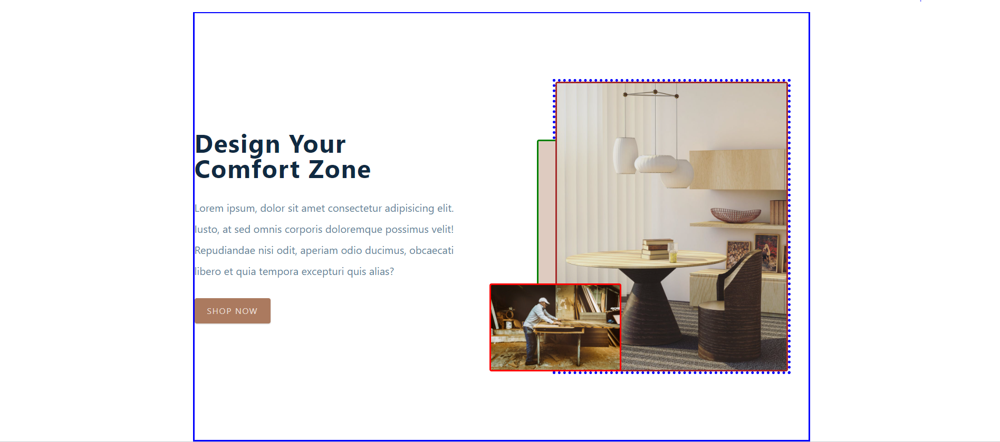 Design Your
Comfort Zone
Lorem ipsum, dolor sit amet consectetur adipisicing elit.
Iusto, at sed omnis corporis doloremque possimus velit!
Repudiandae nisi odit, aperiam odio ducimus, obcaecati
libero et quia tempora excepturi quis alias?
SHOP NOW